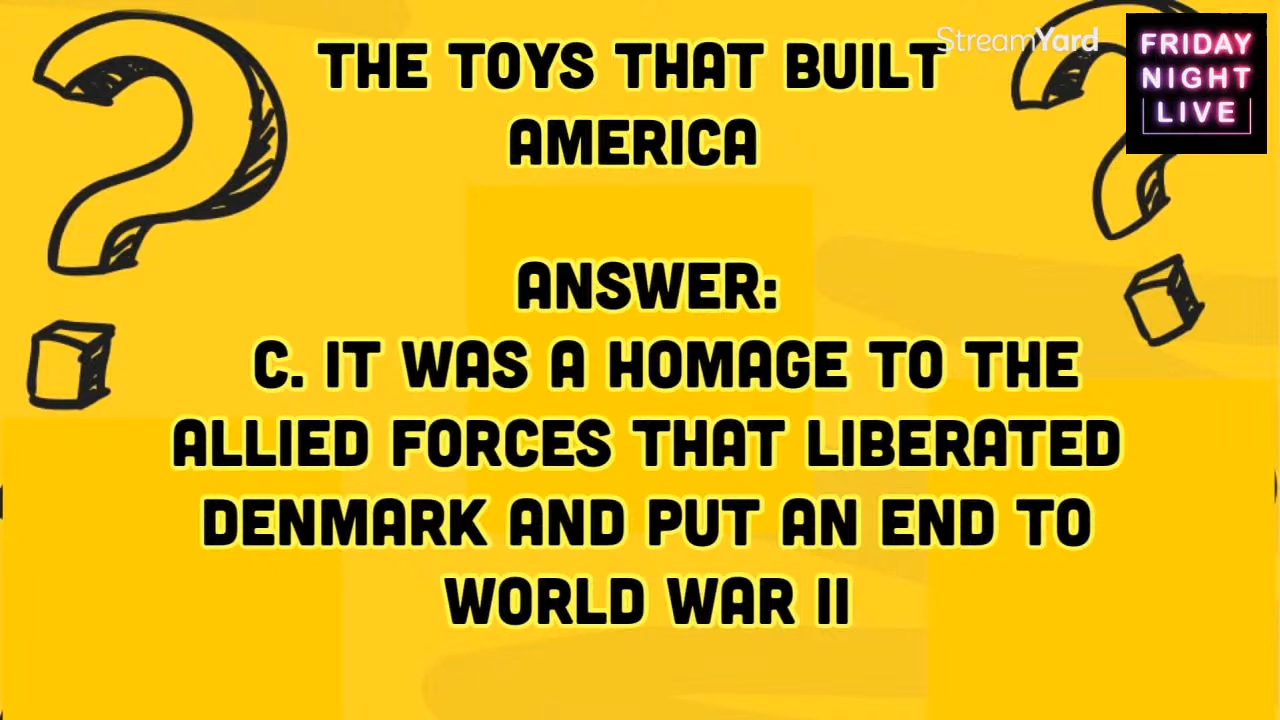 THE TOYS THAT BUILT
AMERICA
StreamYard
FRIDAY
NIGHT
LIVE
ANSWER:
C. IT WAS A HOMAGE TO THE
ALLIED FORCES THAT LIBERATED
DENMARK AND PUT AN END TO
WORLD WAR II